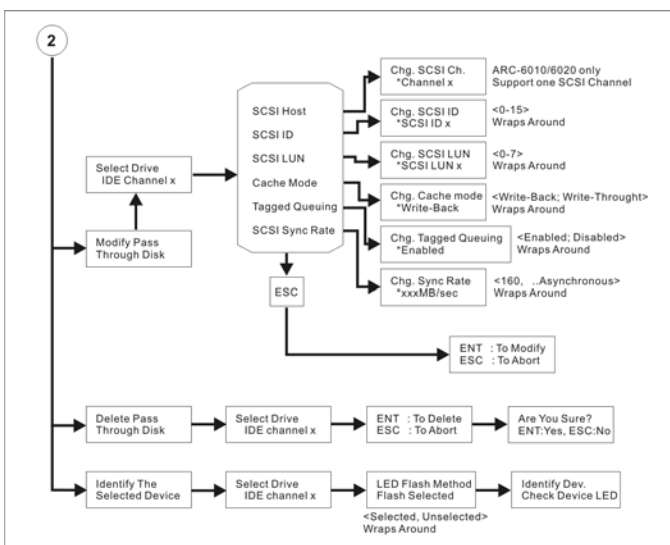 2
Select Drive
IDE Channel x
Modify Pass
Through Disk
SCSI Host
SCSI ID
SCSI LUN
Cache Mode
Tagged Queuing
SCSI Sync Rate
ESC
Chg. SCSI Ch.
*Channel x
ARC-6010/6020 only
Support one SCSI Channel
Chg. SCSI ID
*SCSI ID x
<0-15>
Wraps Around
Chg. SCSI LUN
*SCSI LUN x
<0-7>
Wraps Around
Chg. Cache mode
*Write-Back
<Write-Back; Write-Throught>
Wraps Around
Chg. Tagged Queuing
*Enabled
<Enabled; Disabled>
Wraps Around
Chg. Sync Rate
*xxxMB/sec
<160, ..Asynchronous>
Wraps Around
ENT : To Modify
ESC : To Abort
Delete Pass
Through Disk
Select Drive
IDE channel x
ENT : To Delete
ESC : To Abort
Are You Sure?
ENT:Yes, ESC:No
Identify The
Selected Device
Select Drive
IDE channel x
LED Flash Method
Flash Selected
<Selected, Unselected>
Wraps Around
Identify Dev.
Check Device LED